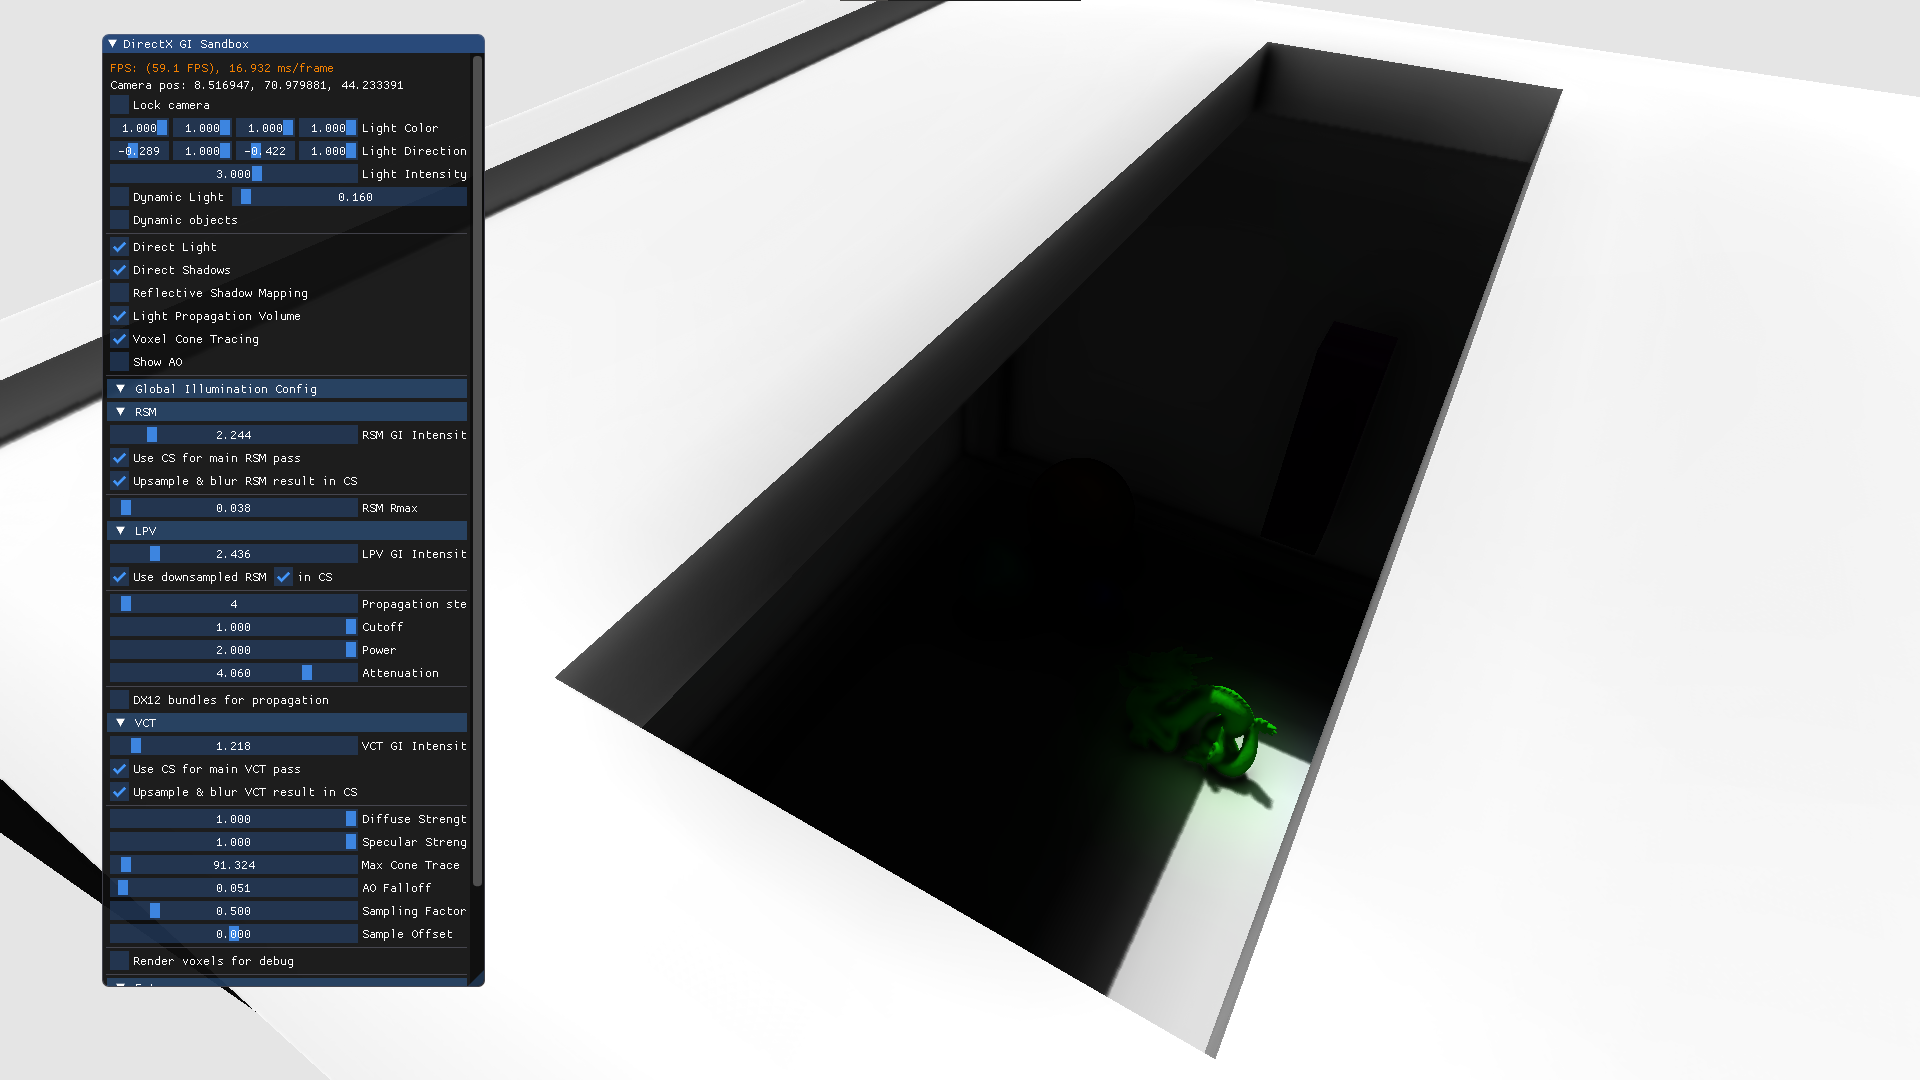 DirectX GI Sandbox
FPS: (59.1 FPS), 16.932 ms/frame
Camera pos: 8.516947, 70.979881, 44.233391
Lock camera
1.000 1.000 1.000 1.000 Light Color
-0.289 1.000 -0.422 1.000 Light Direction
3.000 Light Intensity
Dynamic Light 0.160
Dynamic objects
Direct Light
Direct Shadows
Reflective Shadow Mapping
Light Propagation Volume
Voxel Cone Tracing
Show AO
Global Illumination Config
RSM
2.244 RSM GI Intensit
Use CS for main RSM pass
Upsample & blur RSM result in CS
0.038 RSM Rmax
LPV
2.436 LPV GI Intensit
Use downsampled RSM in CS
4 Propagation ste
1.000 Cutoff
2.000 Power
4.060 Attenuation
DX12 bundles for propagation
VCT
1.218 VCT GI Intensit
Use CS for main VCT pass
Upsample & blur VCT result in CS
1.000 Diffuse Strengt
1.000 Specular Streng
91.324 Max Cone Trace
0.051 AO Falloff
0.500 Sampling Factor
0.000 Sample Offset
Render voxels for debug